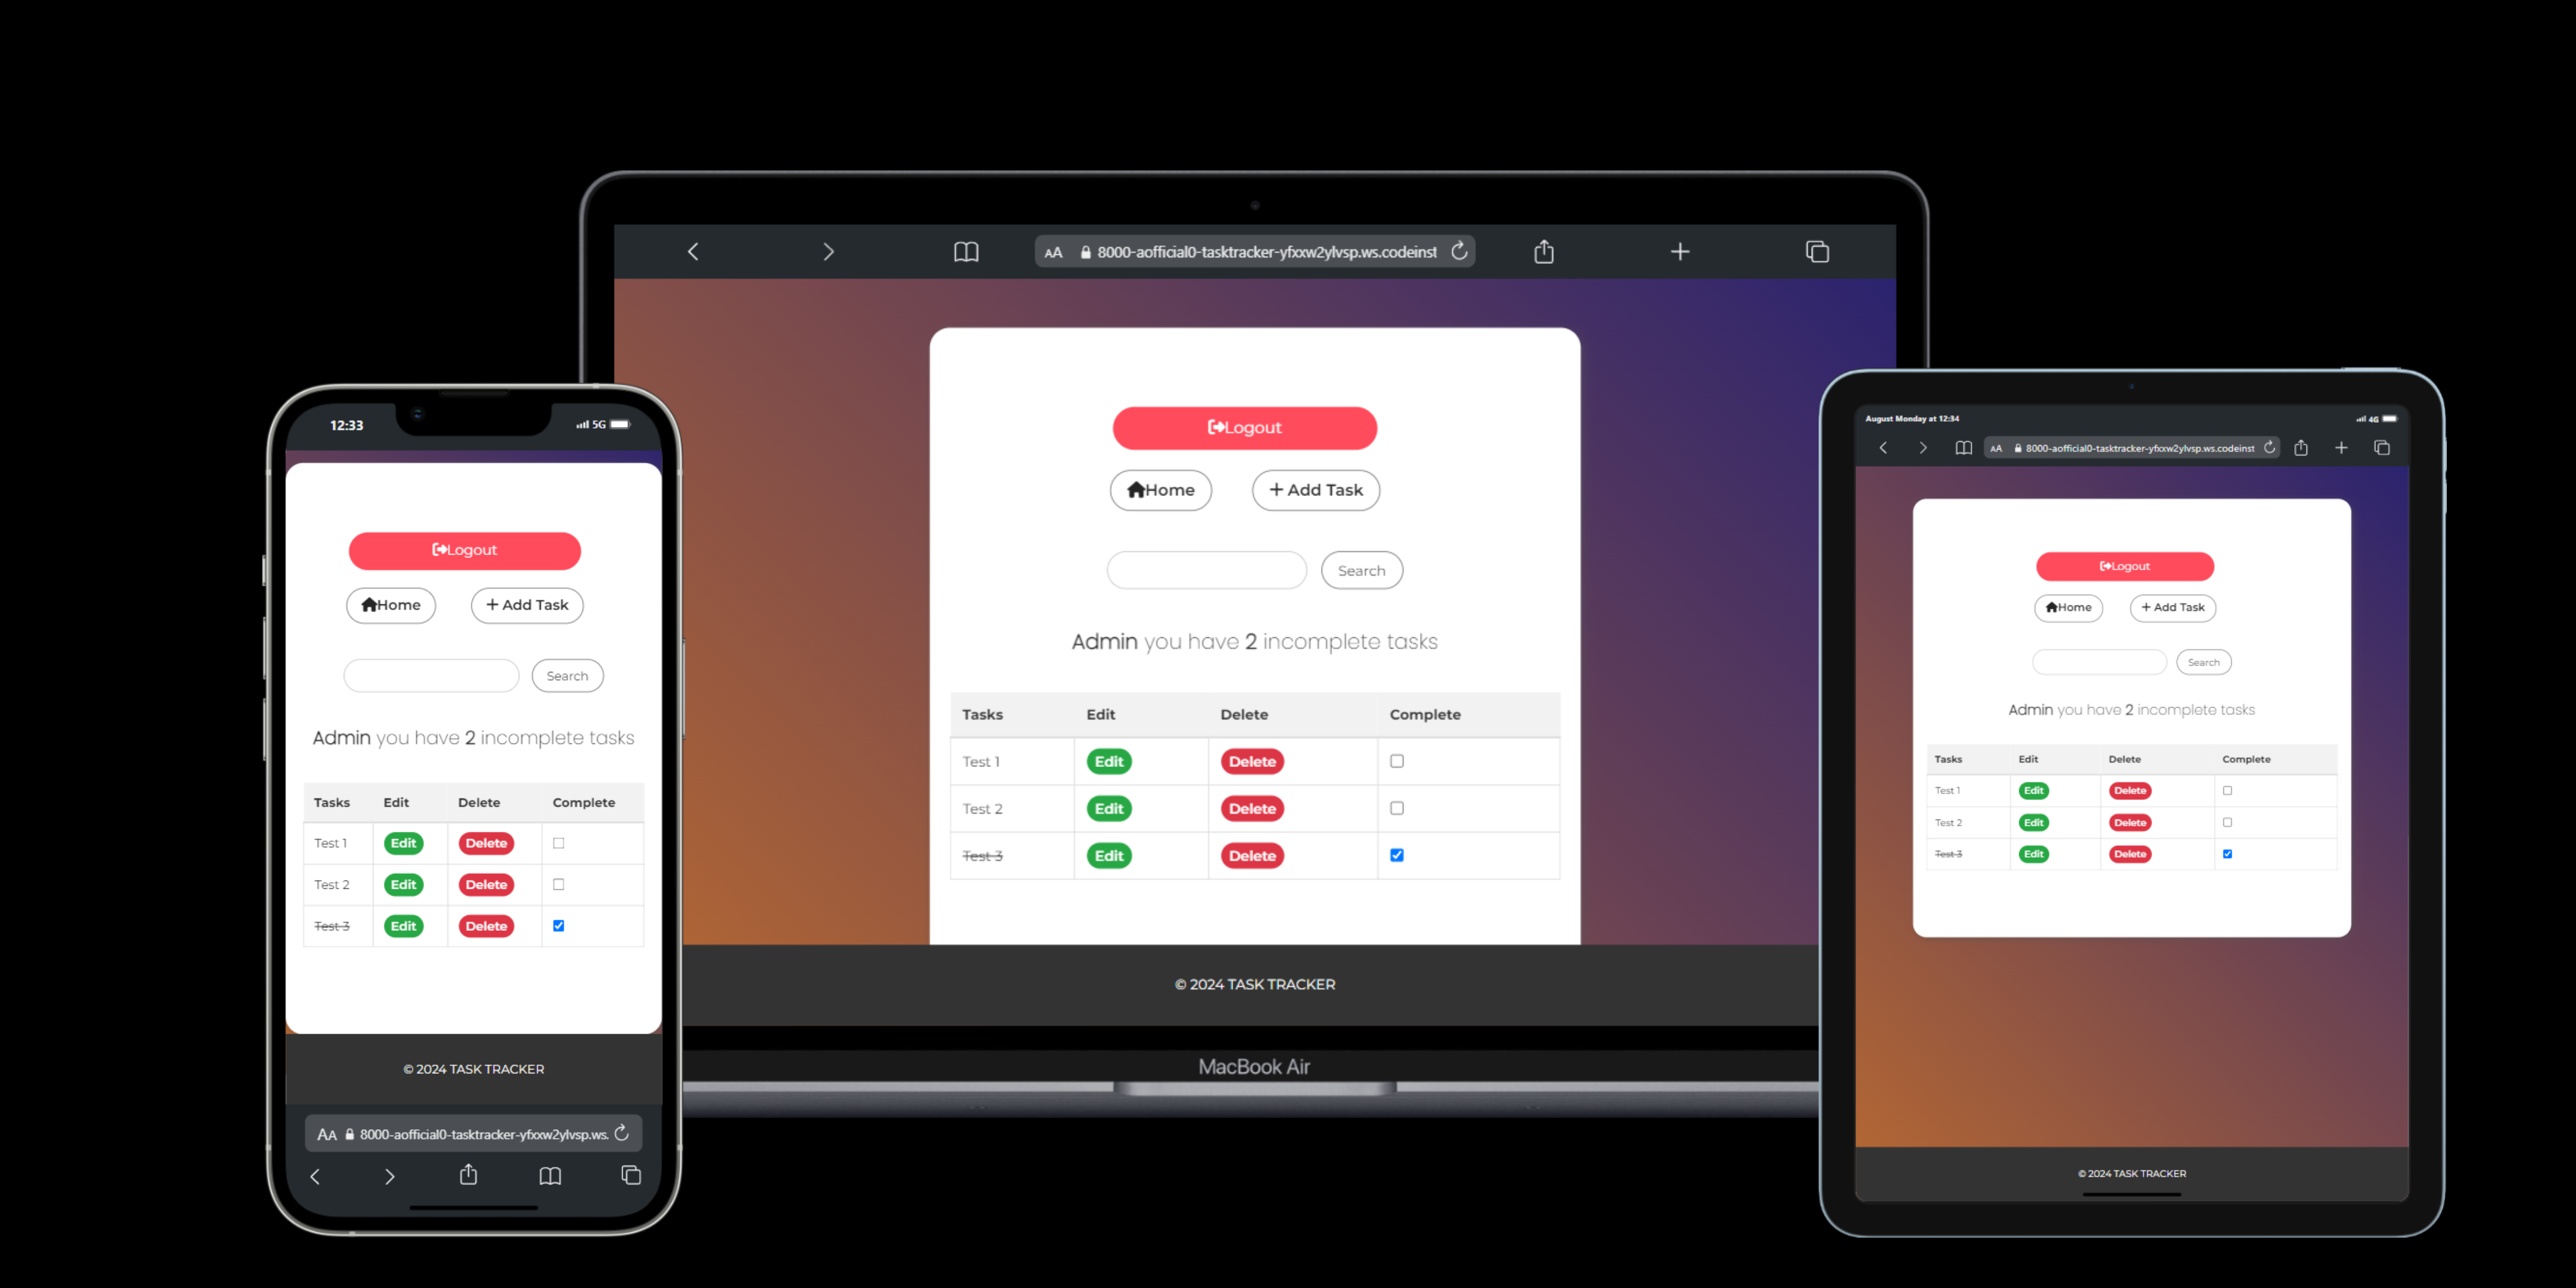 8000-aofficial0-tasktracker-yfxxw2ylvsp.ws.codeinst
Logout
Home
+ Add Task
Search
Admin you have 2 incomplete tasks
Tasks Edit Delete Complete
Test 1 Edit Delete
Test 2 Edit Delete
Test 3 Edit Delete
© 2024 TASK TRACKER
MacBook Air
12:33
5G
Logout
Home
+ Add Task
Search
Admin you have 2 incomplete tasks
Tasks Edit Delete Complete
Test 1 Edit Delete
Test 2 Edit Delete
Test 3 Edit Delete
© 2024 TASK TRACKER
AA 8000-aofficial0-tasktracker-yfxxw2ylvsp.ws.
August Monday at 12:34
4G
AA 8000-aofficial0-tasktracker-yfxxw2ylvsp.ws.codeinst
Logout
Home
+ Add Task
Search
Admin you have 2 incomplete tasks
Tasks Edit Delete Complete
Test 1 Edit Delete
Test 2 Edit Delete
Test 3 Edit Delete
© 2024 TASK TRACKER